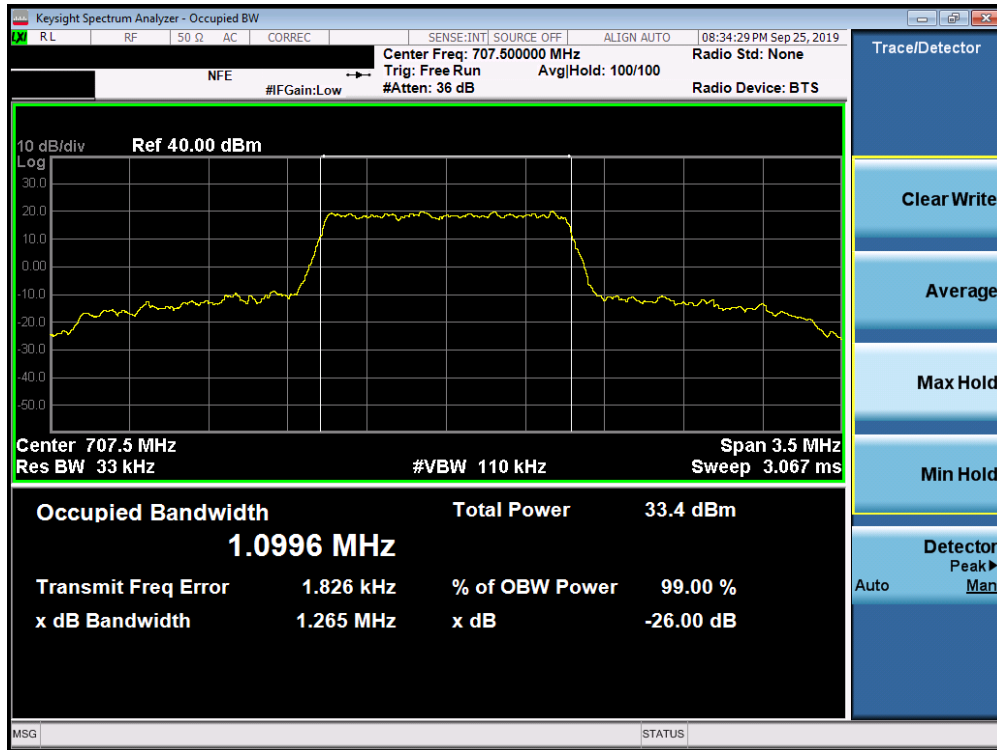 Keysight Spectrum Analyzer - Occupied BW
LXI RL RF 50 Ω AC CORREC SENSE:INT SOURCE OFF ALIGN AUTO 08:34:29 PM Sep 25, 2019
Center Freq: 707.500000 MHz Radio Std: None
NFE Trig: Free Run Avg|Hold: 100/100
#IFGain:Low #Atten: 36 dB Radio Device: BTS
10 dB/div Ref 40.00 dBm
Log
30.0
20.0
10.0
0.00
-10.0
-20.0
-30.0
-40.0
-50.0
Center 707.5 MHz Span 3.5 MHz
Res BW 33 kHz #VBW 110 kHz Sweep 3.067 ms
Occupied Bandwidth Total Power 33.4 dBm
1.0996 MHz
Transmit Freq Error 1.826 kHz % of OBW Power 99.00 %
x dB Bandwidth 1.265 MHz x dB -26.00 dB
MSG STATUS
Trace/Detector
Clear Write
Average
Max Hold
Min Hold
Detector
Peak▶
Auto Man